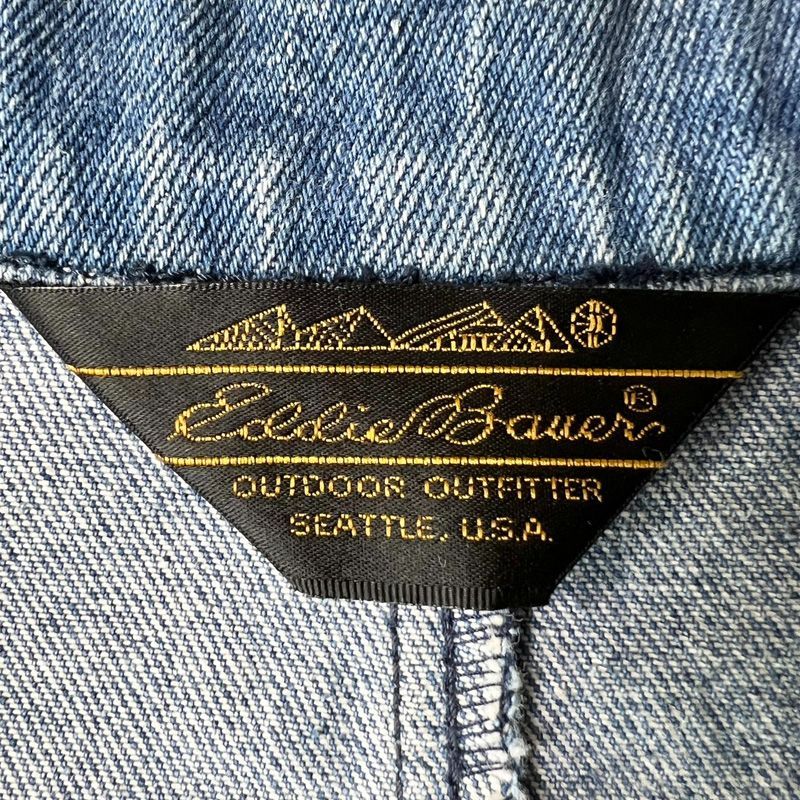 Eddie Bauer®
OUTDOOR OUTFITTER
SEATTLE, U.S.A.